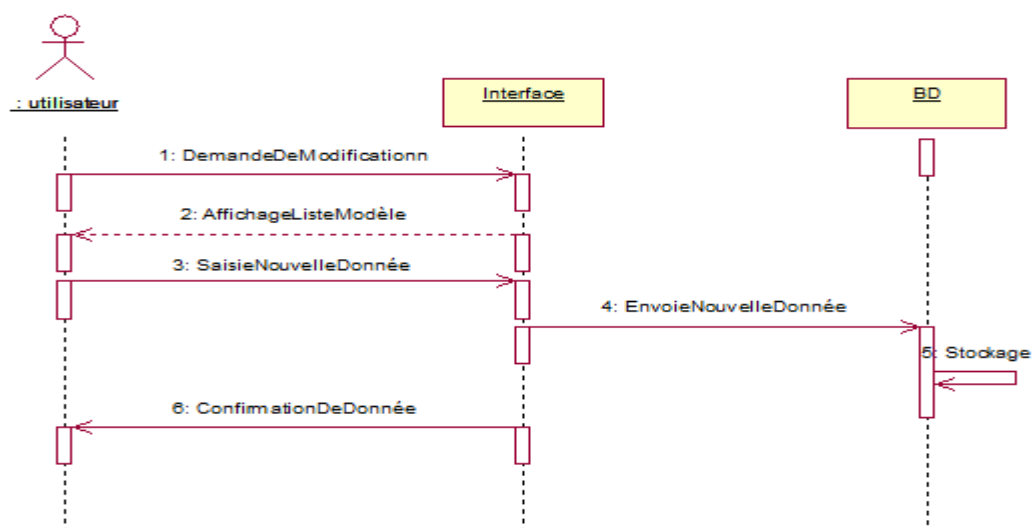 : utilisateur
Interface
BD
1: DemandeDeModificationn
2: AffichageListeModèle
3: SaisieNouvelleDonnée
4: EnvoieNouvelleDonnée
5: Stockage
6: ConfirmationDeDonnée